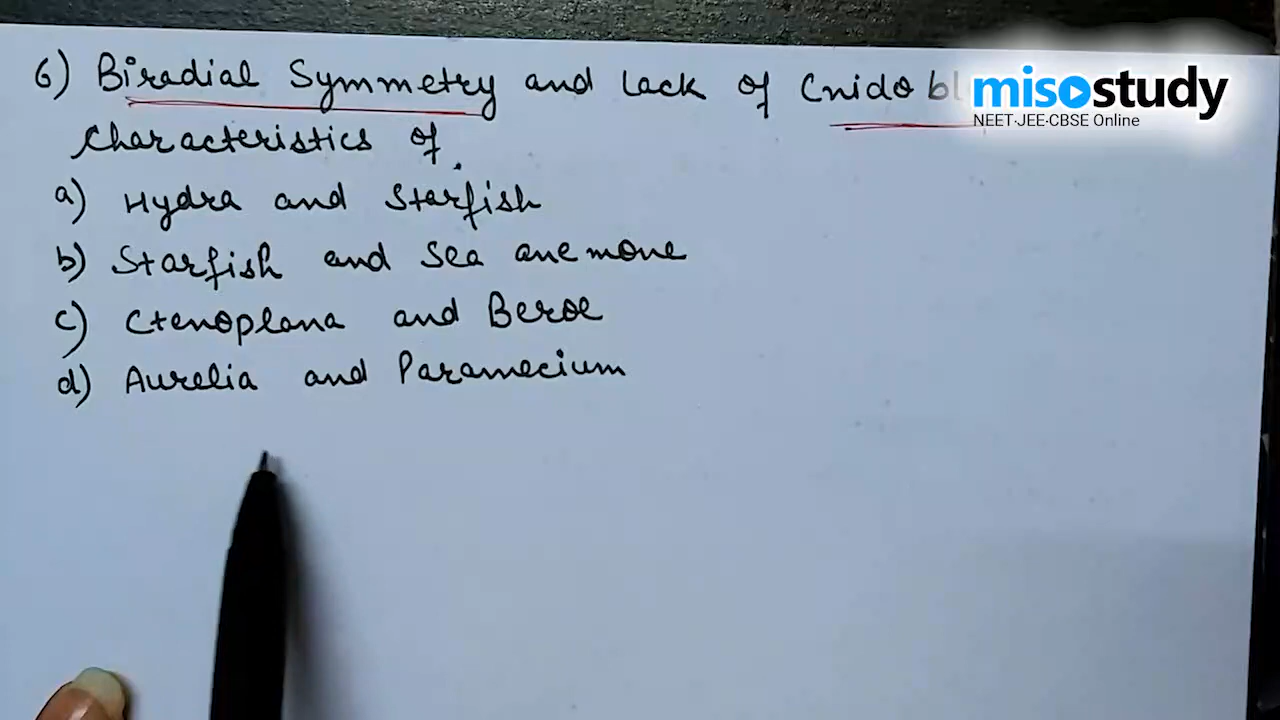 6) Biradial Symmetry and Lack of Cnido bl
misostudy
NEET·JEE·CBSE Online
Characteristics of
a) Hydra and Starfish
b) Starfish and Sea anemone
c) Ctenoplana and Beroe
d) Aurelia and Paramecium